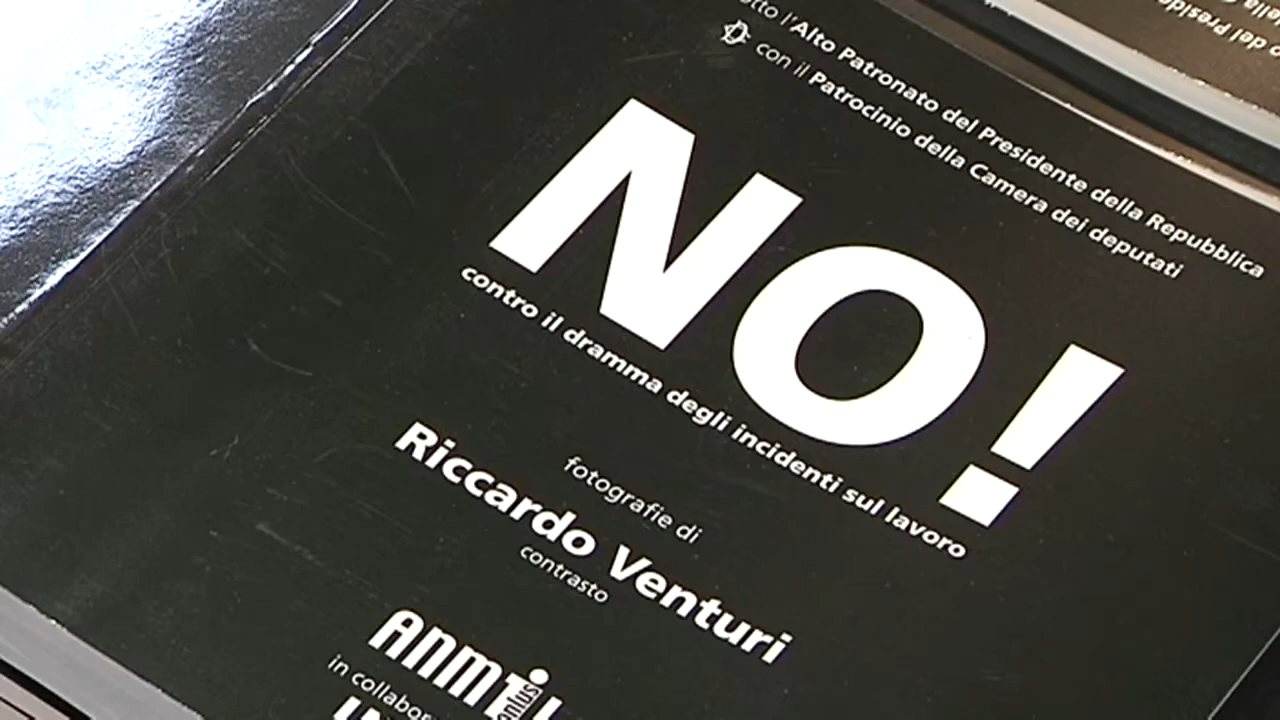 l'Alto Patronato del Presidente della Repubblica
con il Patrocinio della Camera dei deputati
NO!
contro il dramma degli incidenti sul lavoro
fotografie di
Riccardo Venturi
contrasto
ANMIL
onlus
in